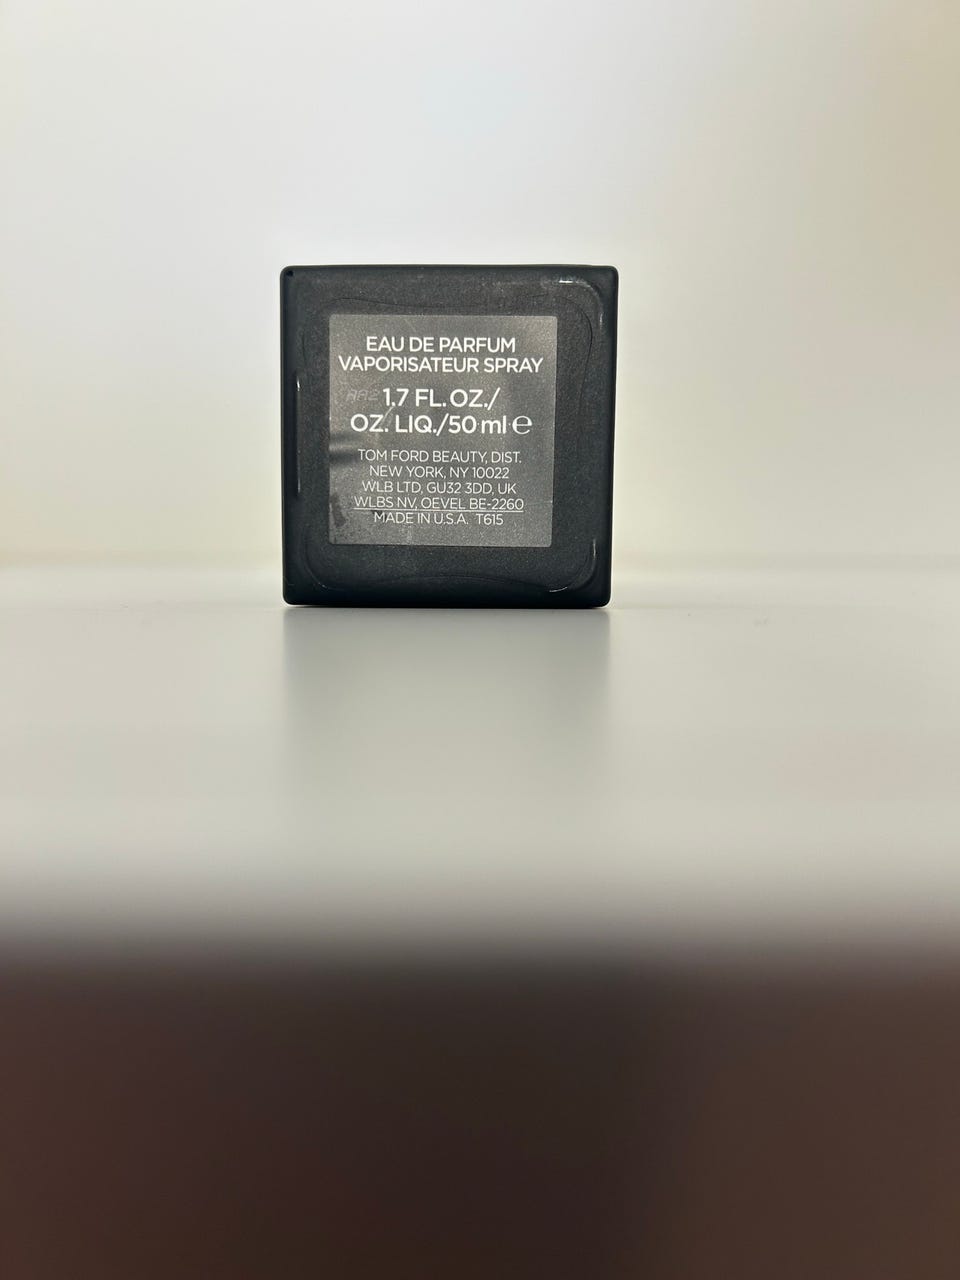 EAU DE PARFUM
VAPORISATEUR SPRAY
1.7 FL. OZ./
OZ. LIQ./50 ml ℮
TOM FORD BEAUTY, DIST.
NEW YORK, NY 10022
WLB LTD, GU32 3DD, UK
WLBS NV, OEVEL BE-2260
MADE IN U.S.A. T615